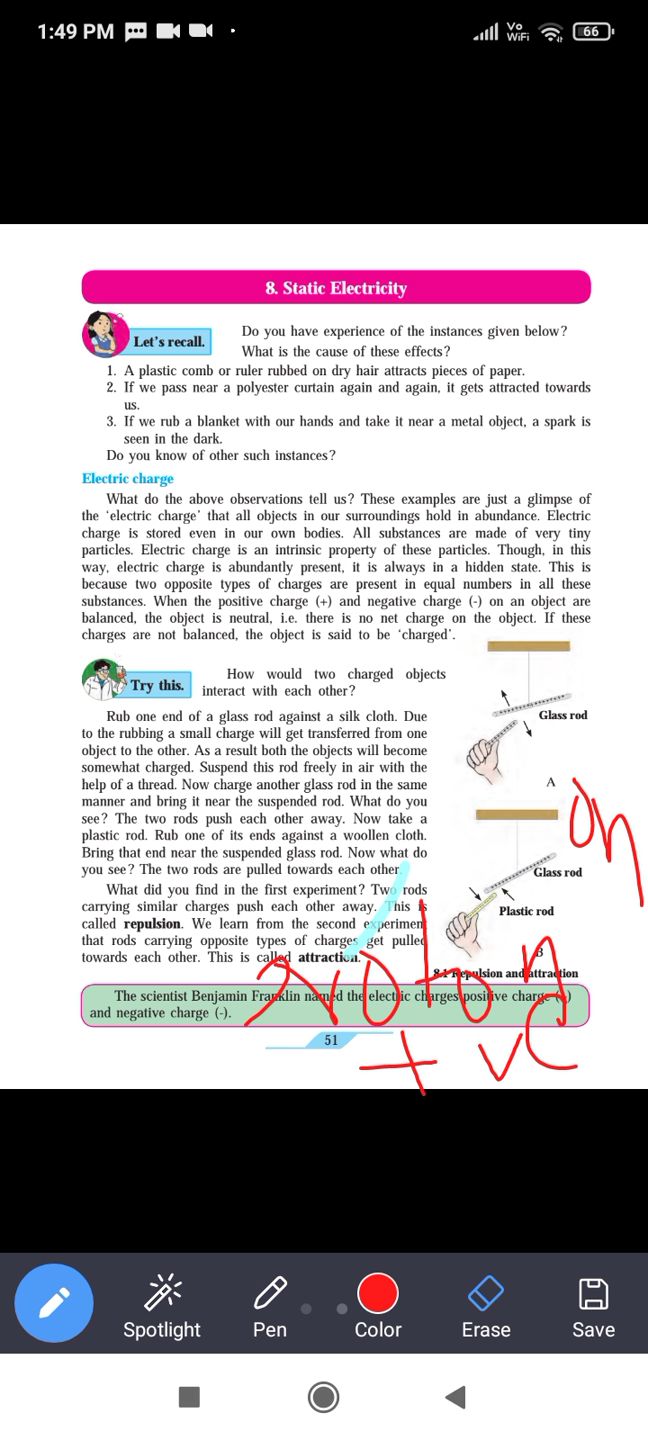 1:49 PM
Vo WiFi 66
8. Static Electricity
Let's recall.
Do you have experience of the instances given below?
What is the cause of these effects?
1. A plastic comb or ruler rubbed on dry hair attracts pieces of paper.
2. If we pass near a polyester curtain again and again, it gets attracted towards
us.
3. If we rub a blanket with our hands and take it near a metal object, a spark is
seen in the dark.
Do you know of other such instances?
Electric charge
What do the above observations tell us? These examples are just a glimpse of
the 'electric charge' that all objects in our surroundings hold in abundance. Electric
charge is stored even in our own bodies. All substances are made of very tiny
particles. Electric charge is an intrinsic property of these particles. Though, in this
way, electric charge is abundantly present, it is always in a hidden state. This is
because two opposite types of charges are present in equal numbers in all these
substances. When the positive charge (+) and negative charge (-) on an object are
balanced, the object is neutral, i.e. there is no net charge on the object. If these
charges are not balanced, the object is said to be 'charged'.
Try this.
How would two charged objects
interact with each other?
Rub one end of a glass rod against a silk cloth. Due
to the rubbing a small charge will get transferred from one
object to the other. As a result both the objects will become
somewhat charged. Suspend this rod freely in air with the
help of a thread. Now charge another glass rod in the same
manner and bring it near the suspended rod. What do you
see? The two rods push each other away. Now take a
plastic rod. Rub one of its ends against a woollen cloth.
Bring that end near the suspended glass rod. Now what do
you see? The two rods are pulled towards each other.
What did you find in the first experiment? Two rods
carrying similar charges push each other away. This is
called repulsion. We learn from the second experiment
that rods carrying opposite types of charges get pulled
towards each other. This is called attraction.
Glass rod
A
Glass rod
Plastic rod
B
8.1 Repulsion and attraction
The scientist Benjamin Franklin named the electric charges positive charge (+)
and negative charge (-).
51
+ ve
Spotlight Pen Color Erase Save